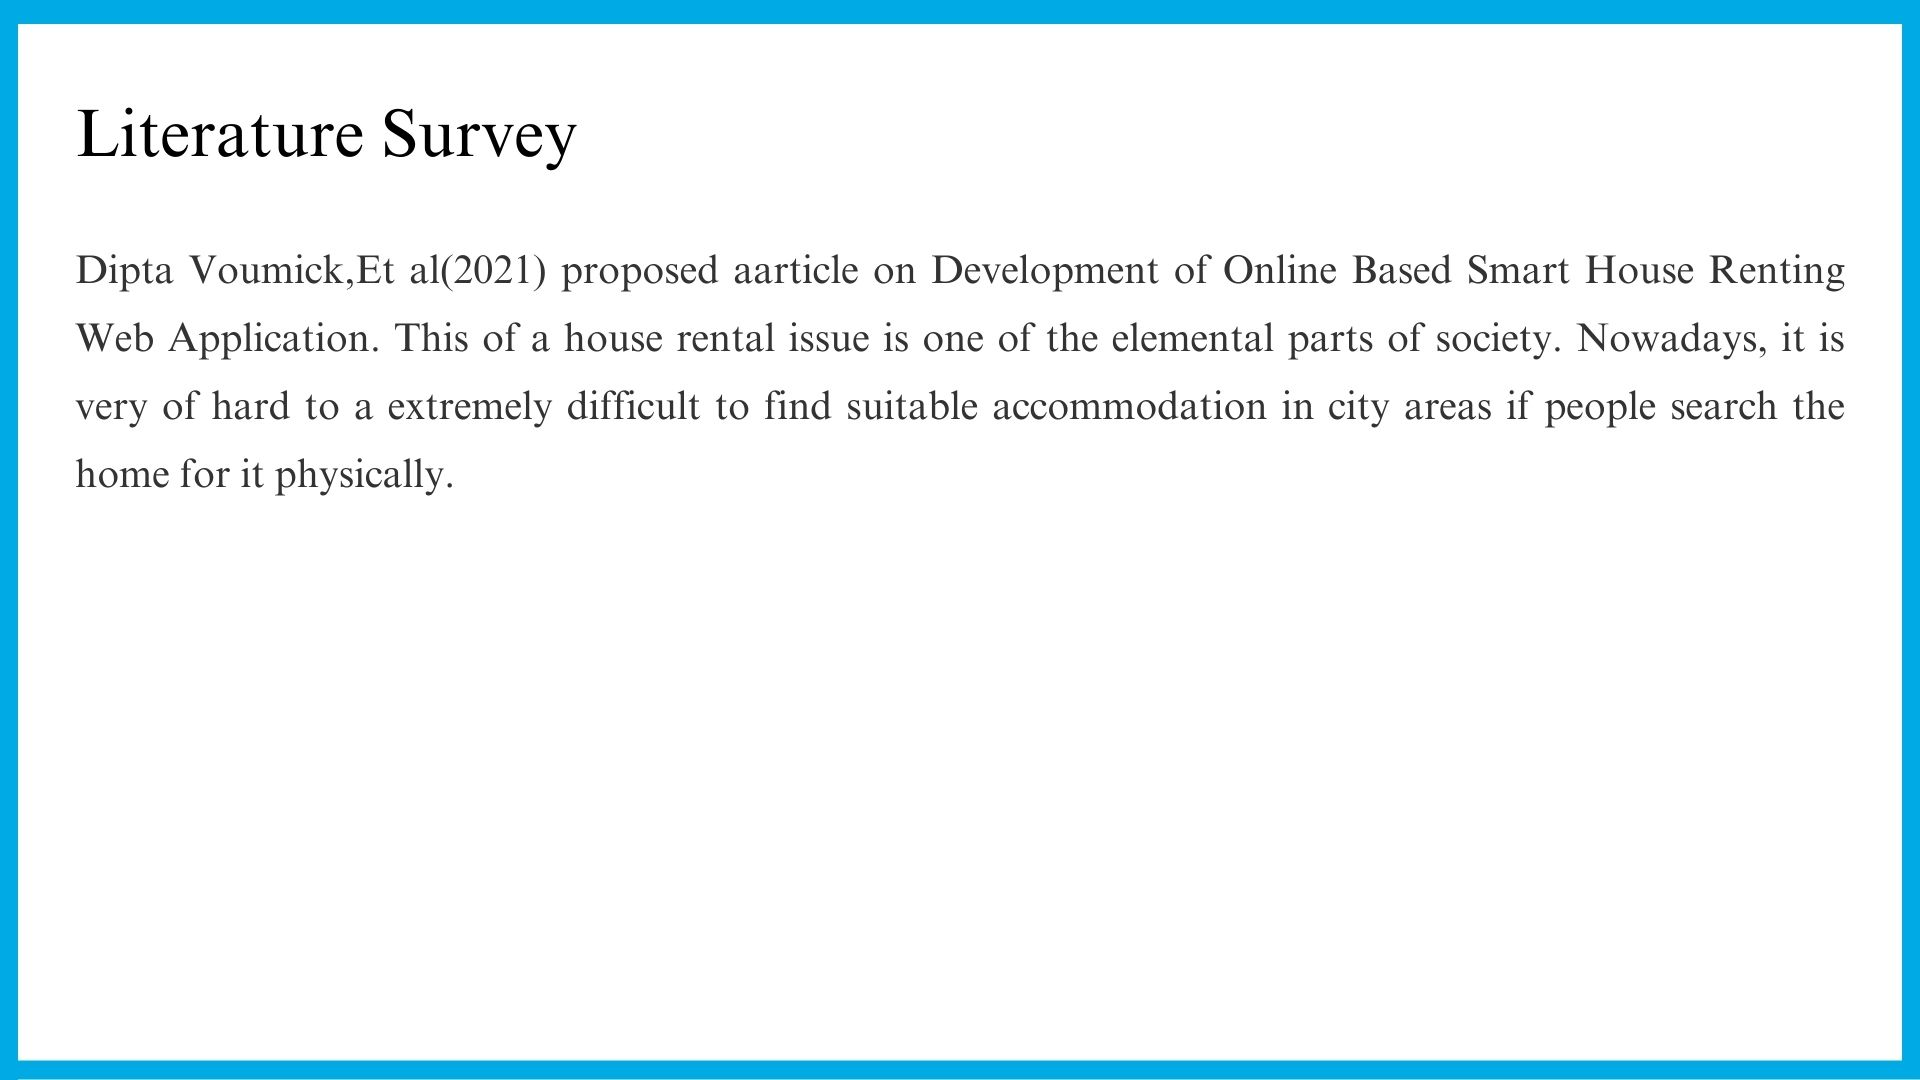 Literature Survey
Dipta Voumick,Et al(2021) proposed aarticle on Development of Online Based Smart House Renting
Web Application. This of a house rental issue is one of the elemental parts of society. Nowadays, it is
very of hard to a extremely difficult to find suitable accommodation in city areas if people search the
home for it physically.